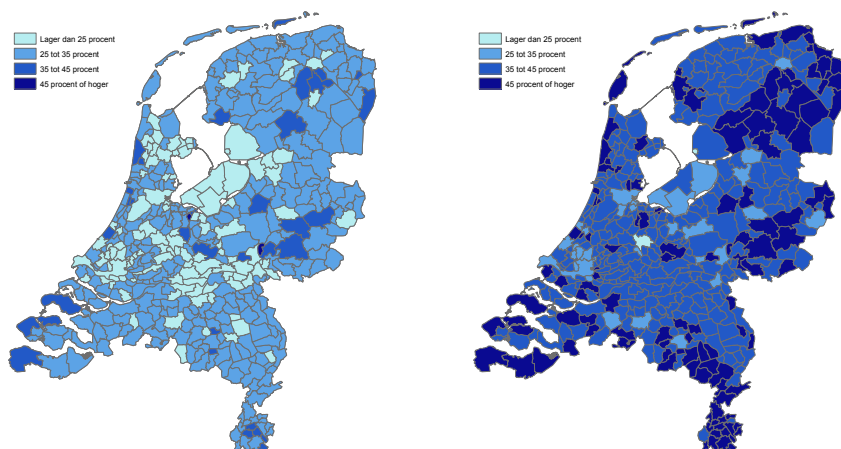 Lager dan 25 procent
25 tot 35 procent
35 tot 45 procent
45 procent of hoger
Lager dan 25 procent
25 tot 35 procent
35 tot 45 procent
45 procent of hoger